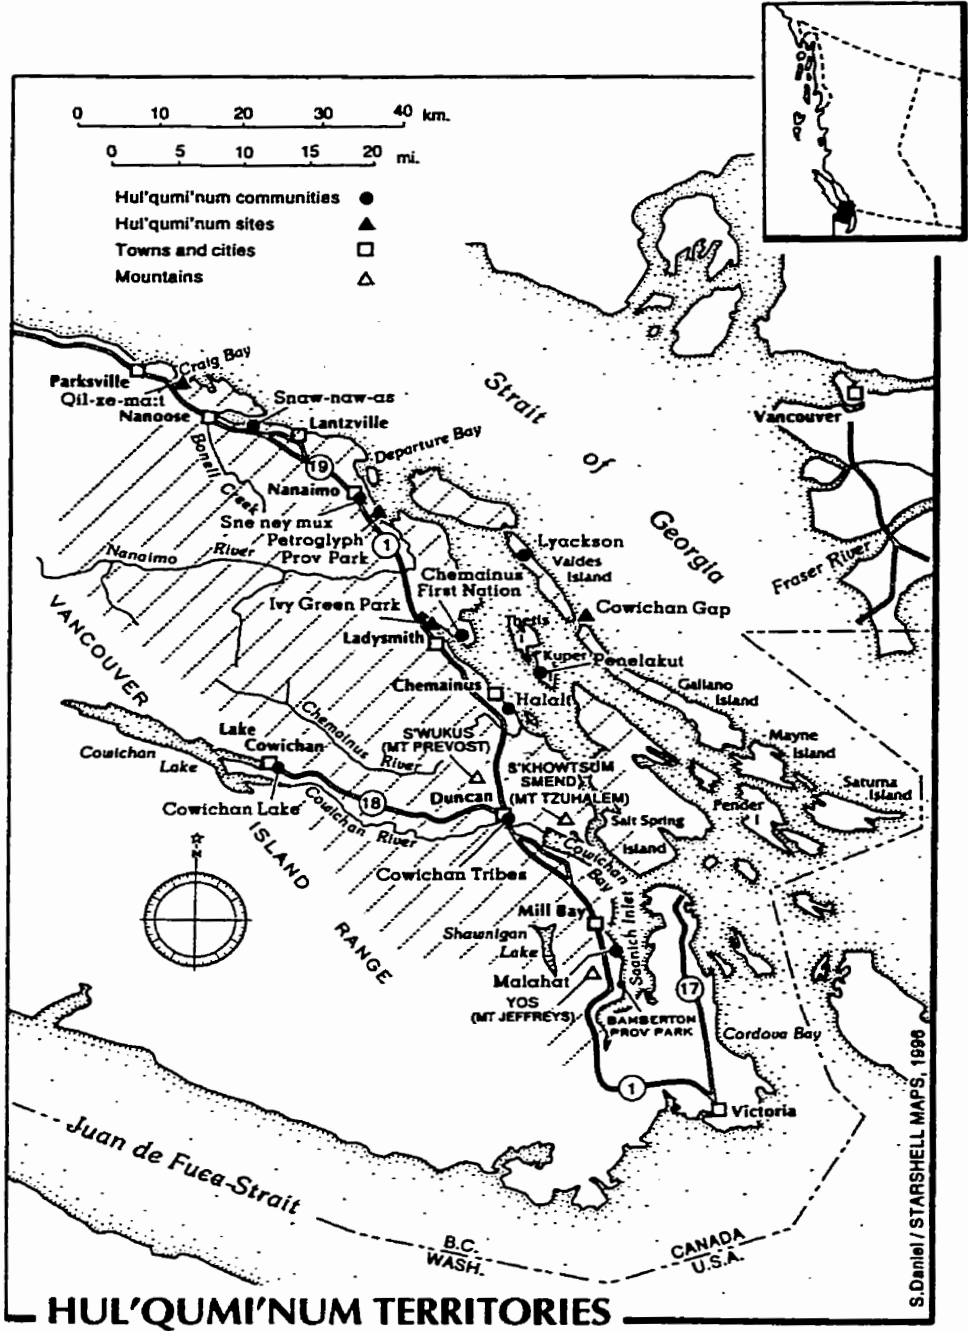 0 10 20 30 40 km.
0 5 10 15 20 mi.
Hul'qumi'num communities
Hul'qumi'num sites
Towns and cities
Mountains
Craig Bay
Parksville
Qil-xe-ma:t
Nanoose
Snaw-naw-as
Lantzville
Bonell Creek
19
Departure Bay
Nanaimo
Sne ney mux
Petroglyph
Prov Park
1
Nanaimo River
Strait of Georgia
Vancouver
Fraser River
Lyackson
Valdes
Island
Chemainus
First Nation
Ivy Green Park
Ladysmith
Cowichan Gap
Thetis
I
Kuper
I
Penelakut
Chemainus
Halalt
Galiano
Island
Mayne
Island
Saturna
Island
Pender
I
VANCOUVER ISLAND RANGE
Chemainus River
S'WUKUS
(MT PREVOST)
Lake
Cowichan
Cowichan
Lake
Cowichan Lake
18
Cowichan River
Duncan
S'KHOWTSUM
SMEND
(MT TZUHALEM)
Salt Spring
Island
Cowichan
Bay
Cowichan Tribes
N
Mill Bay
Shawnigan
Lake
Saanich Inlet
Malahat
YOS
(MT JEFFREYS)
BAMBERTON
PROV PARK
17
Cordova Bay
1
Victoria
Juan de Fuca Strait
B.C.
WASH.
CANADA
U.S.A.
S.Daniel / STARSHELL MAPS, 1996
HUL'QUMI'NUM TERRITORIES